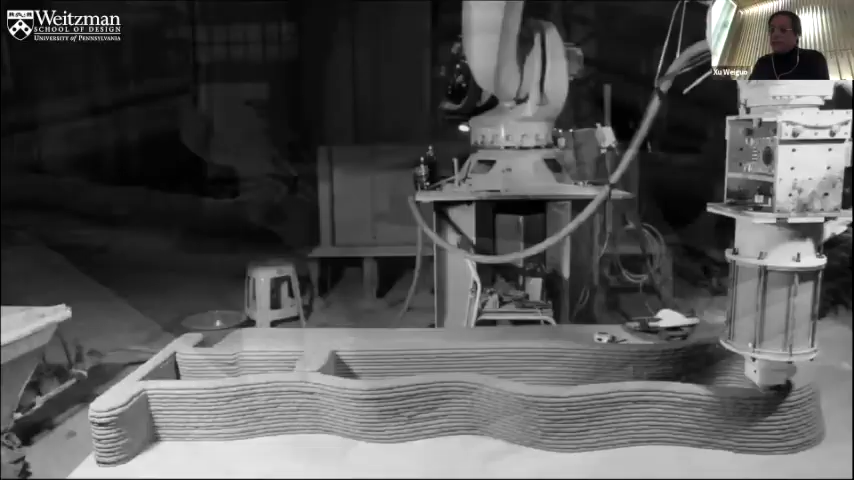 Weitzman
SCHOOL OF DESIGN
UNIVERSITY of PENNSYLVANIA
Xu Weiguo